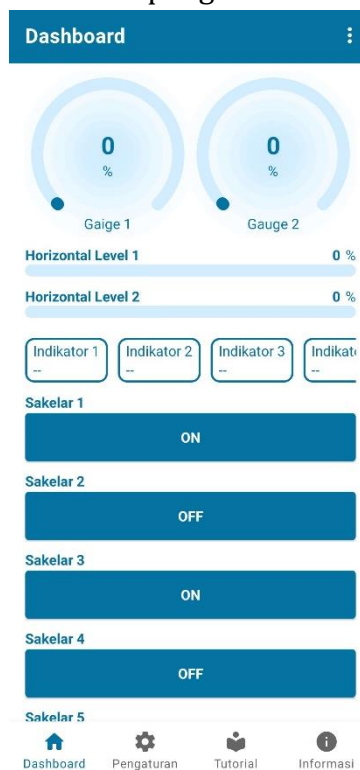 Dashboard
0
%
Gaige 1
0
%
Gauge 2
Horizontal Level 1 0 %
Horizontal Level 2 0 %
Indikator 1
--
Indikator 2
--
Indikator 3
--
Indikat
--
Sakelar 1
ON
Sakelar 2
OFF
Sakelar 3
ON
Sakelar 4
OFF
Sakelar 5
Dashboard Pengaturan Tutorial Informasi